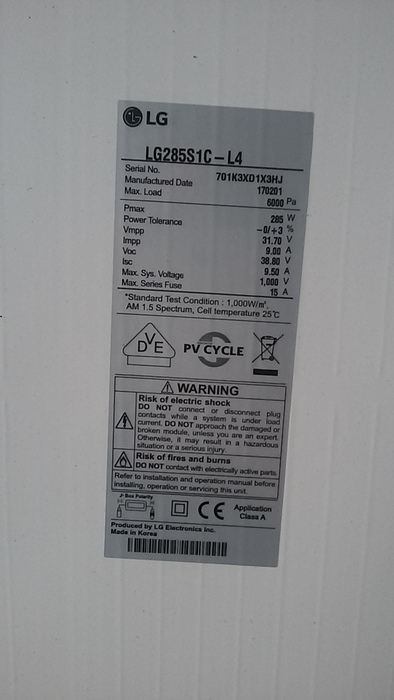 LG
LG285S1C-L4
Serial No. 701K3XD1X3HJ
Manufactured Date 170201
Max. Load 6000 Pa
Pmax 285 W
Power Tolerance -0/+3 %
Vmpp 31.70 V
Impp 9.00 A
Voc 38.60 V
Isc 9.50 A
Max. Sys. Voltage 1,000 V
Max. Series Fuse 15 A
*Standard Test Condition : 1,000W/m²,
AM 1.5 Spectrum, Cell temperature 25°C
DVE PV CYCLE
WARNING
Risk of electric shock
DO NOT connect or disconnect plug
contacts while a system is under load
current. DO NOT approach the damaged or
broken module, unless you are an expert.
Otherwise, it may result in a hazardous
situation or a serious injury.
Risk of fires and burns
DO NOT contact with electrically active parts.
Refer to installation and operation manual before
installing, operation or servicing this unit.
J- Box Polarity
CE Application
Class A
Produced by LG Electronics Inc.
Made in Korea